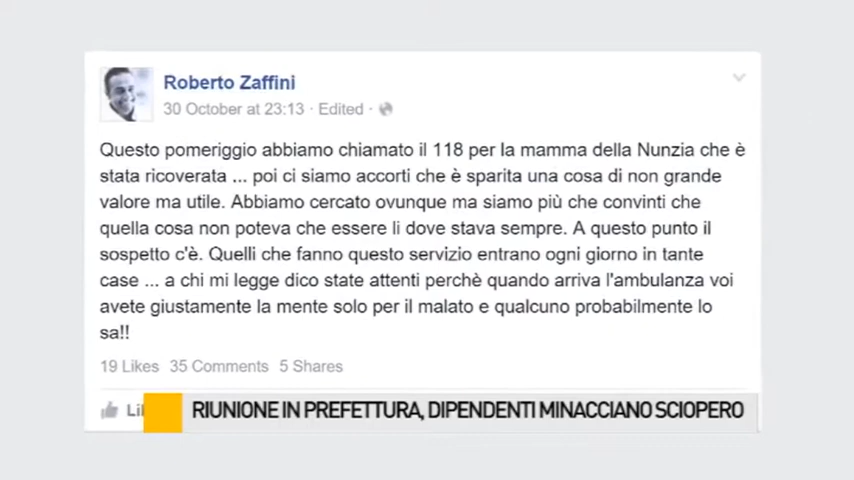 Roberto Zaffini
30 October at 23:13 · Edited ·
Questo pomeriggio abbiamo chiamato il 118 per la mamma della Nunzia che è
stata ricoverata ... poi ci siamo accorti che è sparita una cosa di non grande
valore ma utile. Abbiamo cercato ovunque ma siamo più che convinti che
quella cosa non poteva che essere li dove stava sempre. A questo punto il
sospetto c'è. Quelli che fanno questo servizio entrano ogni giorno in tante
case ... a chi mi legge dico state attenti perchè quando arriva l'ambulanza voi
avete giustamente la mente solo per il malato e qualcuno probabilmente lo
sa!!
19 Likes 35 Comments 5 Shares
RIUNIONE IN PREFETTURA, DIPENDENTI MINACCIANO SCIOPERO